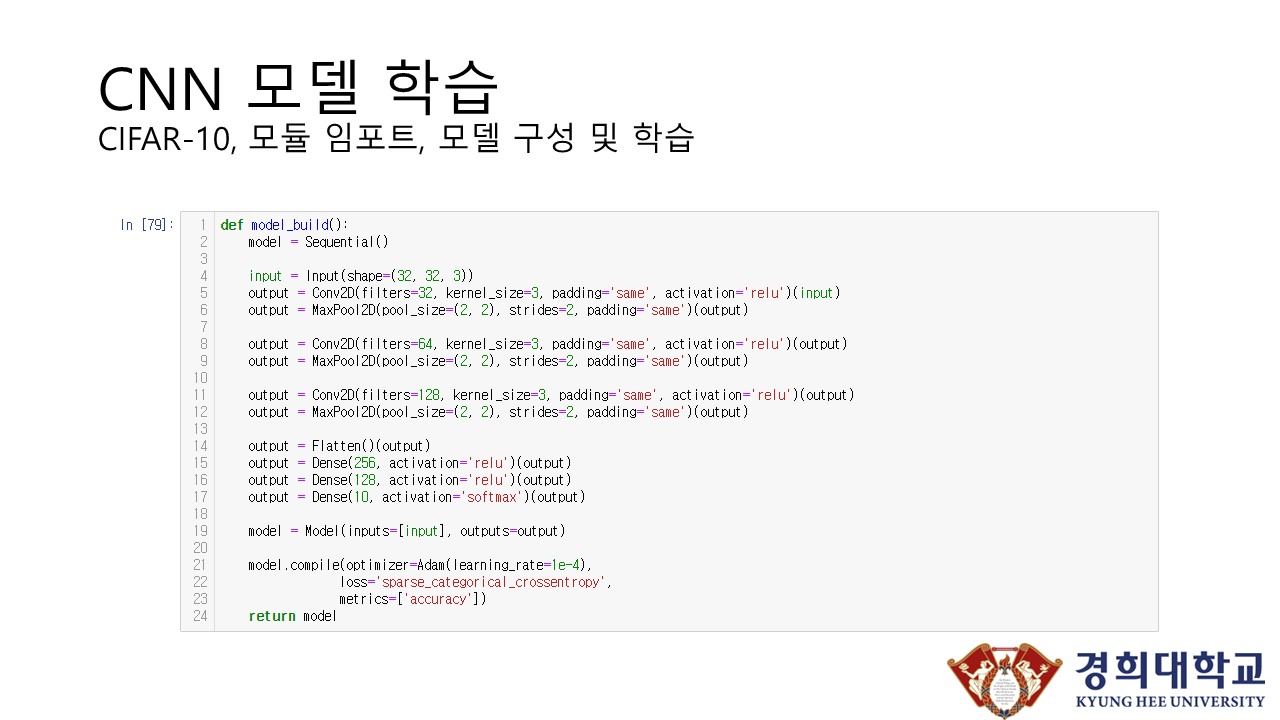 CNN 모델 학습
CIFAR-10, 모듈 임포트, 모델 구성 및 학습
In [79]:
1 def model_build():
2     model = Sequential()
3
4     input = Input(shape=(32, 32, 3))
5     output = Conv2D(filters=32, kernel_size=3, padding='same', activation='relu')(input)
6     output = MaxPool2D(pool_size=(2, 2), strides=2, padding='same')(output)
7
8     output = Conv2D(filters=64, kernel_size=3, padding='same', activation='relu')(output)
9     output = MaxPool2D(pool_size=(2, 2), strides=2, padding='same')(output)
10
11     output = Conv2D(filters=128, kernel_size=3, padding='same', activation='relu')(output)
12     output = MaxPool2D(pool_size=(2, 2), strides=2, padding='same')(output)
13
14     output = Flatten()(output)
15     output = Dense(256, activation='relu')(output)
16     output = Dense(128, activation='relu')(output)
17     output = Dense(10, activation='softmax')(output)
18
19     model = Model(inputs=[input], outputs=output)
20
21     model.compile(optimizer=Adam(learning_rate=1e-4),
22                   loss='sparse_categorical_crossentropy',
23                   metrics=['accuracy'])
24     return model
경희대학교
KYUNG HEE UNIVERSITY